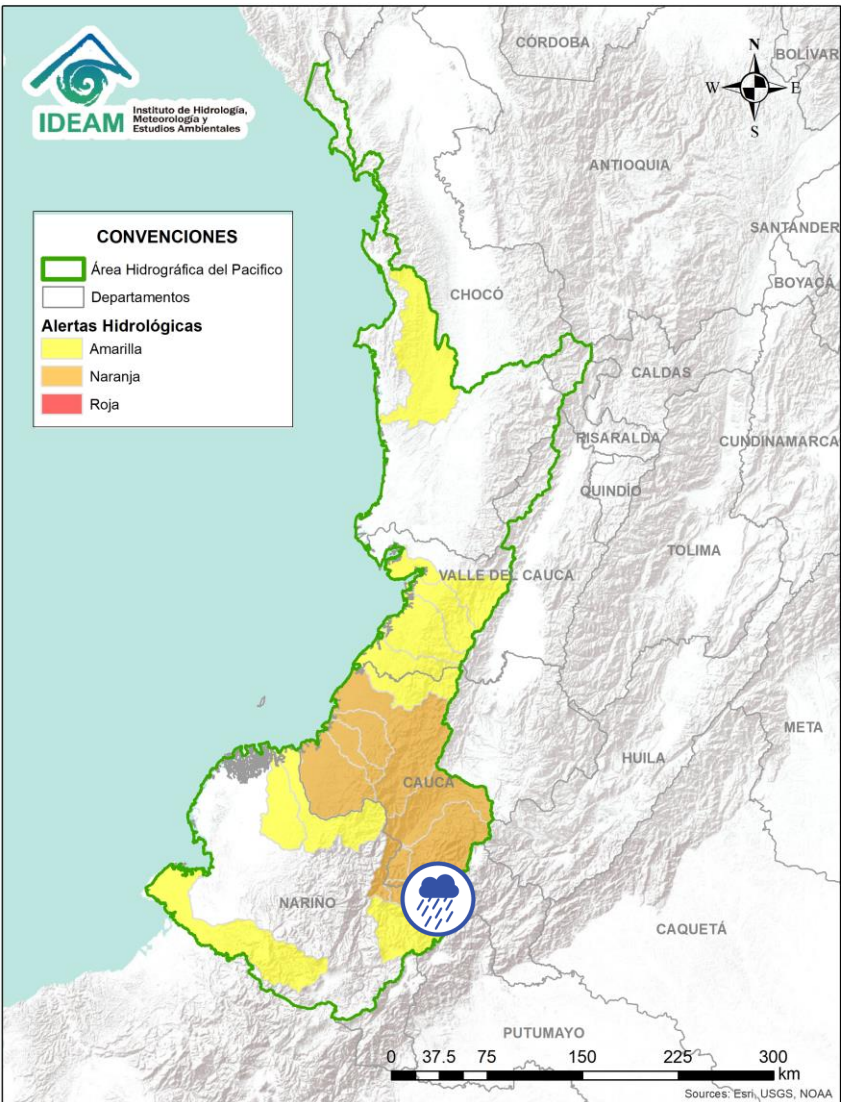 IDEAM
Instituto de Hidrología,
Meteorología y
Estudios Ambientales
N
W
E
S
CÓRDOBA
BOLÍVAR
ANTIOQUIA
SANTANDER
BOYACÁ
CONVENCIONES
Área Hidrográfica del Pacifico
Departamentos
Alertas Hidrológicas
Amarilla
Naranja
Roja
CHOCÓ
CALDAS
RISARALDA
CUNDINAMARCA
QUINDÍO
TOLIMA
VALLE DEL CAUCA
META
HUILA
CAUCA
NARIÑO
CAQUETÁ
PUTUMAYO
0 37.5 75 150 225 300
km
Sources: Esri, USGS, NOAA